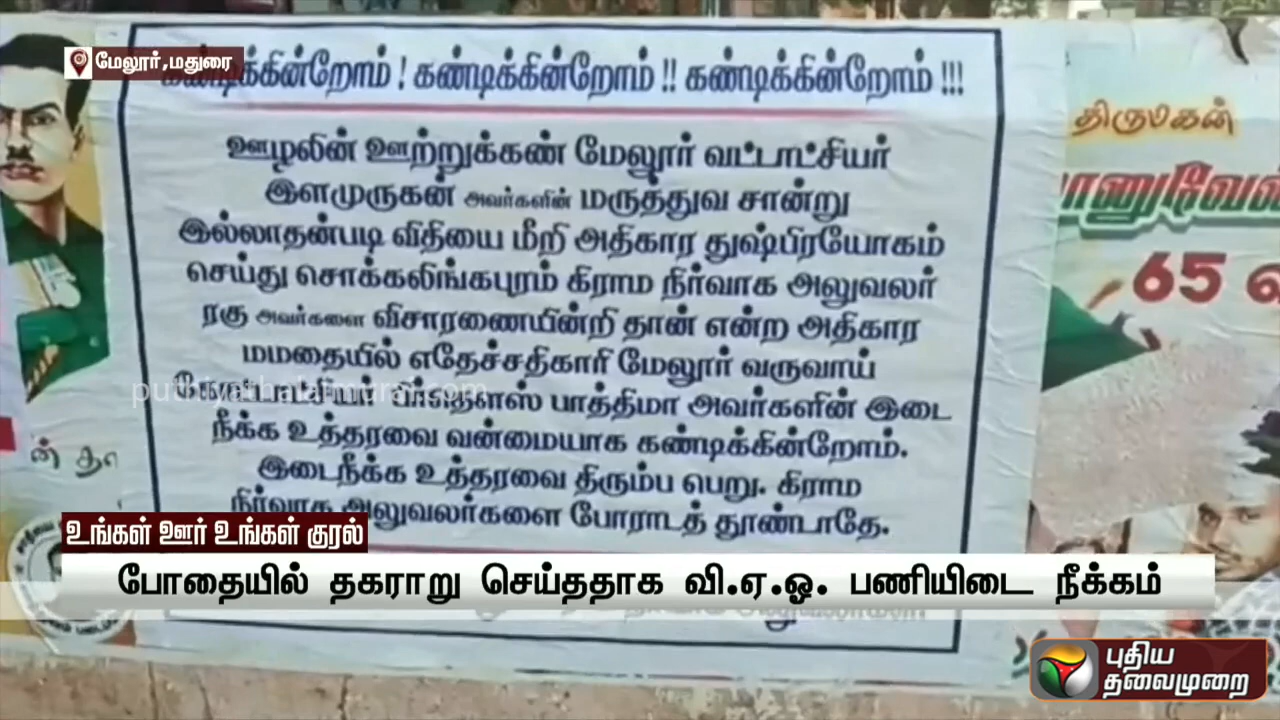 மேலூர்,மதுரை
கண்டிக்கின்றோம் ! கண்டிக்கின்றோம் !! கண்டிக்கின்றோம் !!!
ஊழலின் ஊற்றுக்கண் மேலூர் வட்டாட்சியர்
இளமுருகன் அவர்களின் மருத்துவ சான்று
இல்லாதன்படி விதியை மீறி அதிகார துஷ்பிரயோகம்
செய்து சொக்கலிங்கபுரம் கிராம நிர்வாக அலுவலர்
ரகு அவர்களை விசாரணையின்றி தான் என்ற அதிகார
மமதையில் எதேச்சதிகாரி மேலூர் வருவாய்
பாத்திமா அவர்களின் இடை
நீக்க உத்தரவை வன்மையாக கண்டிக்கின்றோம்.
இடைநீக்க உத்தரவை திரும்ப பெறு. கிராம
நிர்வாக அலுவலர்களை போராடத் தூண்டாதே.
திருமகன்
65
puthiyathalaimurai.com
உங்கள் ஊர் உங்கள் குரல்
போதையில் தகராறு செய்ததாக வி.ஏ.ஓ. பணியிடை நீக்கம்
புதிய
தலைமுறை